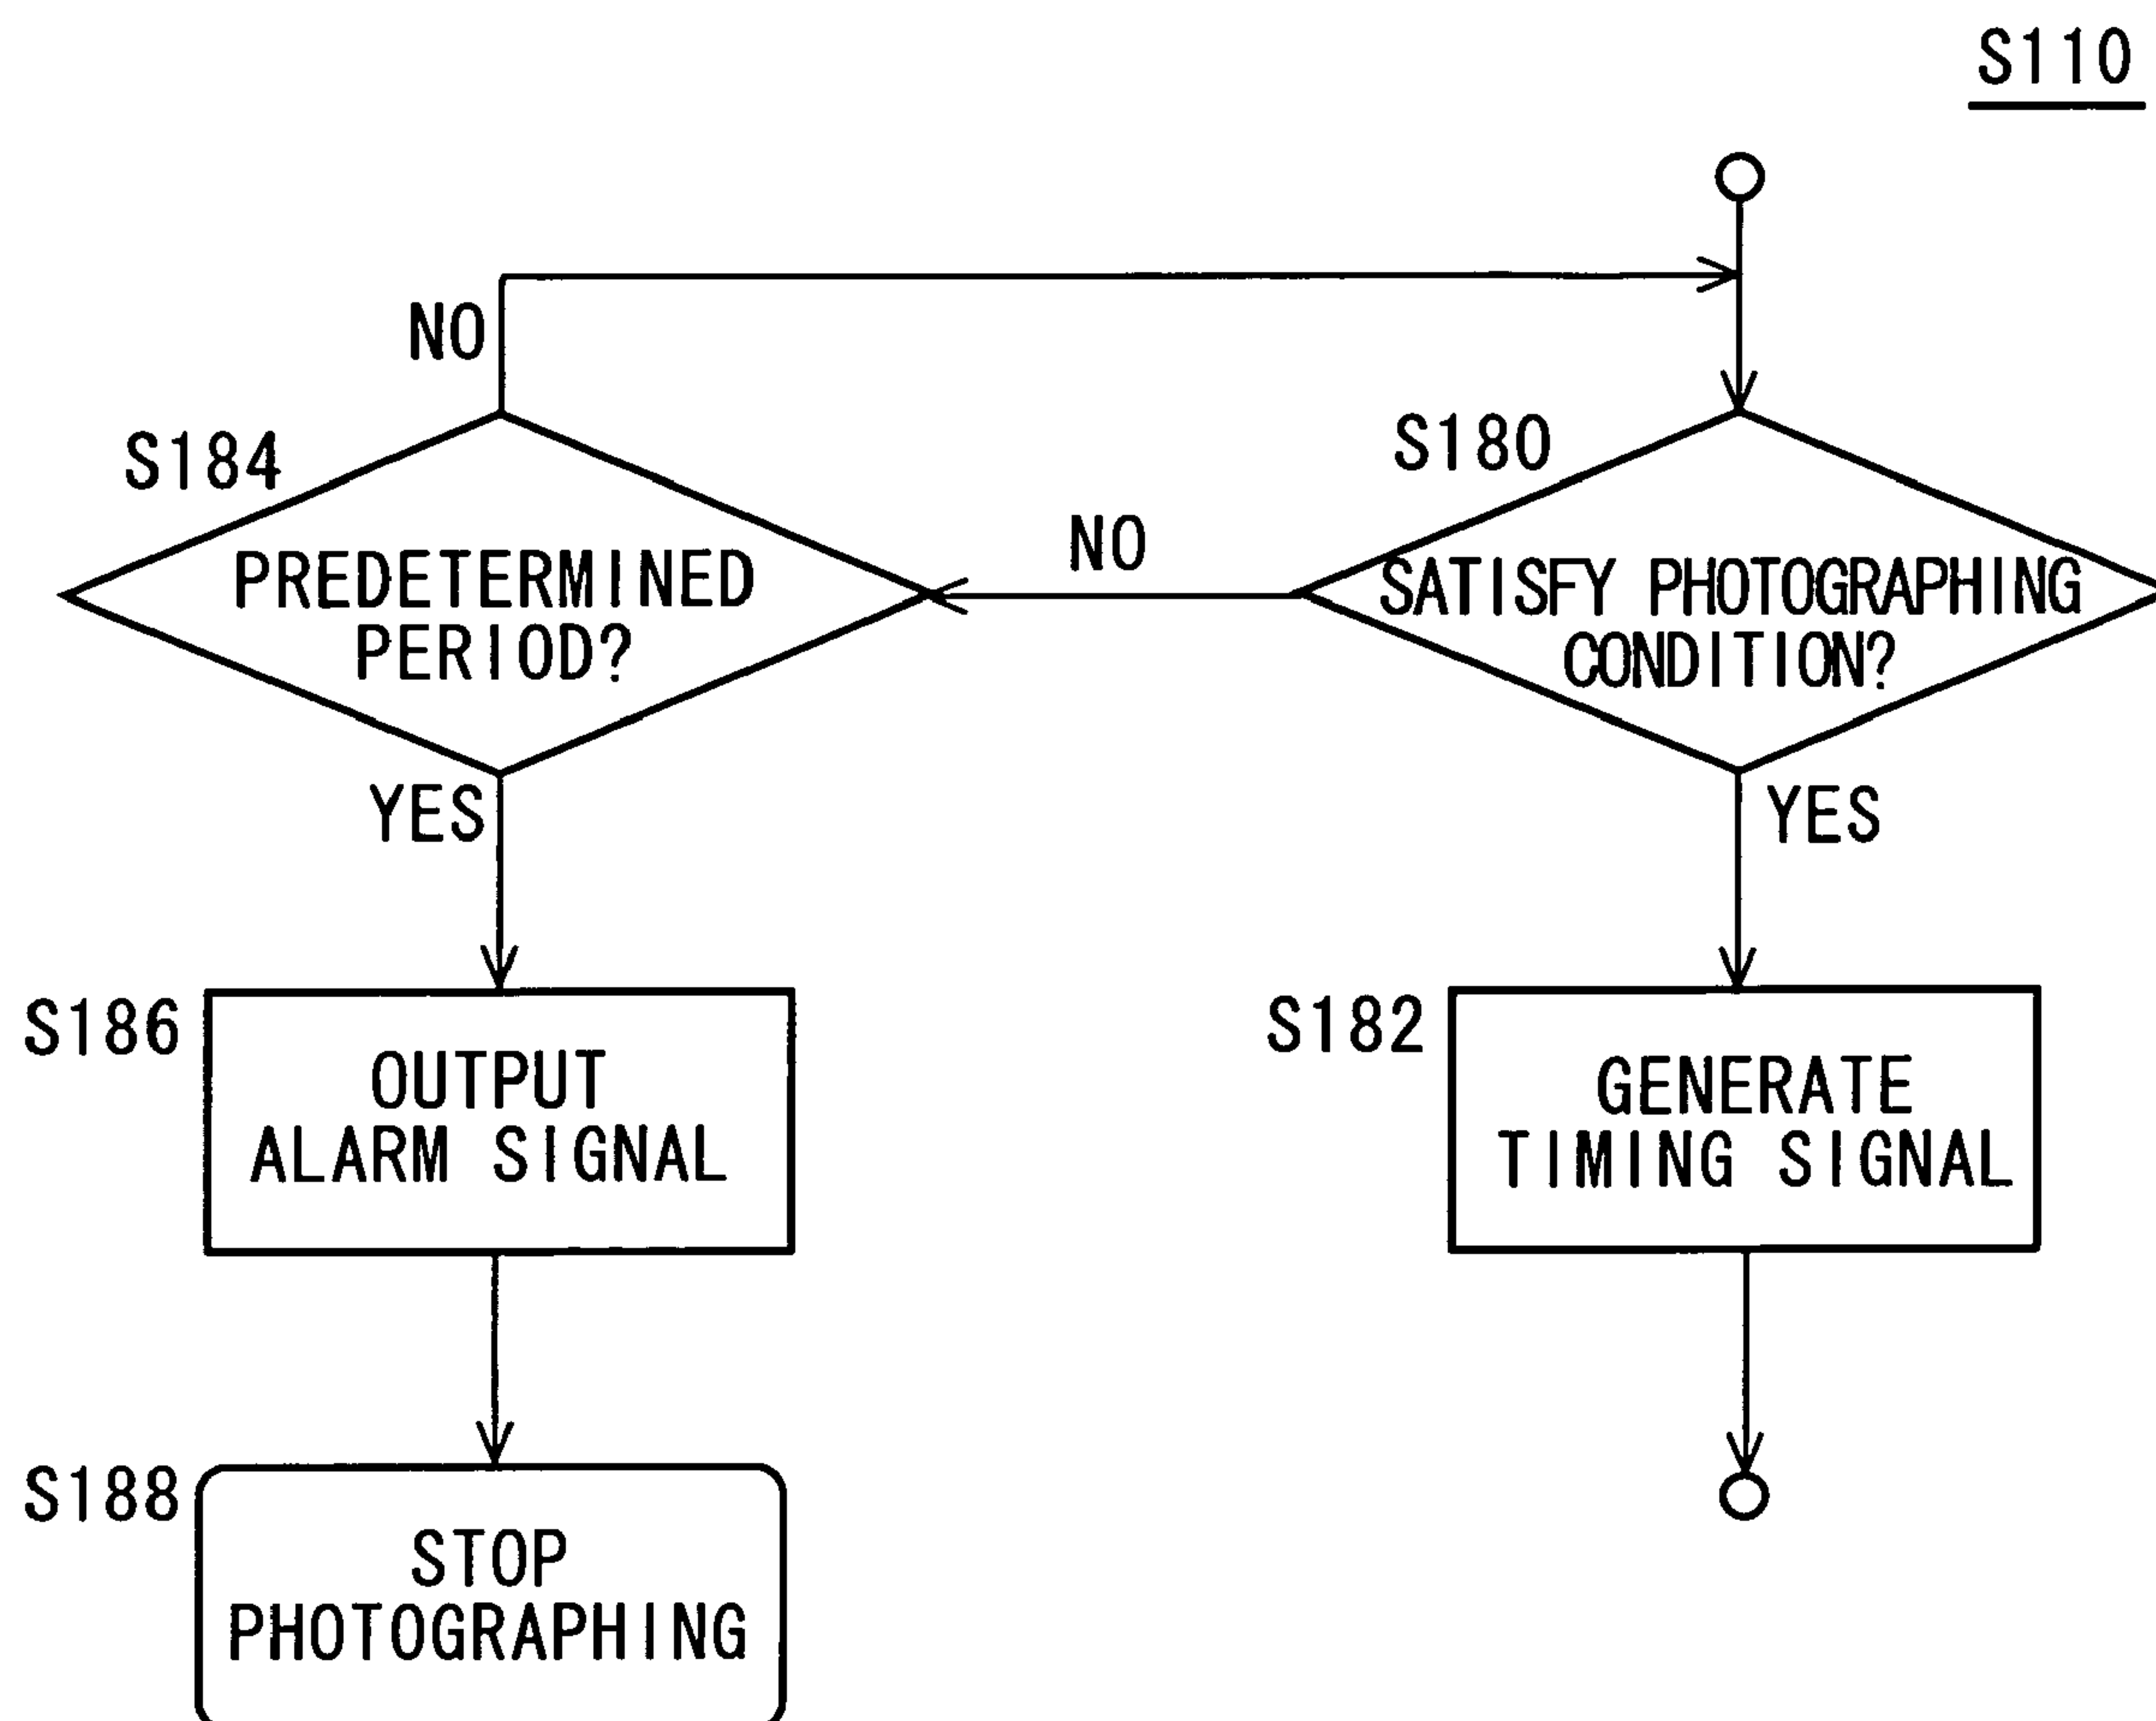 S110
NO
S184
S180
NO
PREDETERMINED
PERIOD?
SATISFY PHOTOGRAPHING
CONDITION?
YES
YES
S186
OUTPUT
ALARM SIGNAL
S182
GENERATE
TIMING SIGNAL
S188
STOP
PHOTOGRAPHING